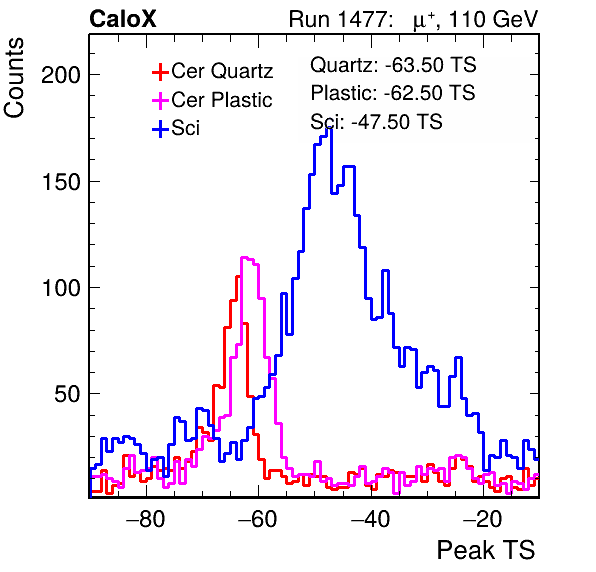 CaloX Run 1477: μ⁺, 110 GeV
Counts
200
150
100
50
Cer Quartz
Cer Plastic
Sci
Quartz: -63.50 TS
Plastic: -62.50 TS
Sci: -47.50 TS
−80 −60 −40 −20
Peak TS